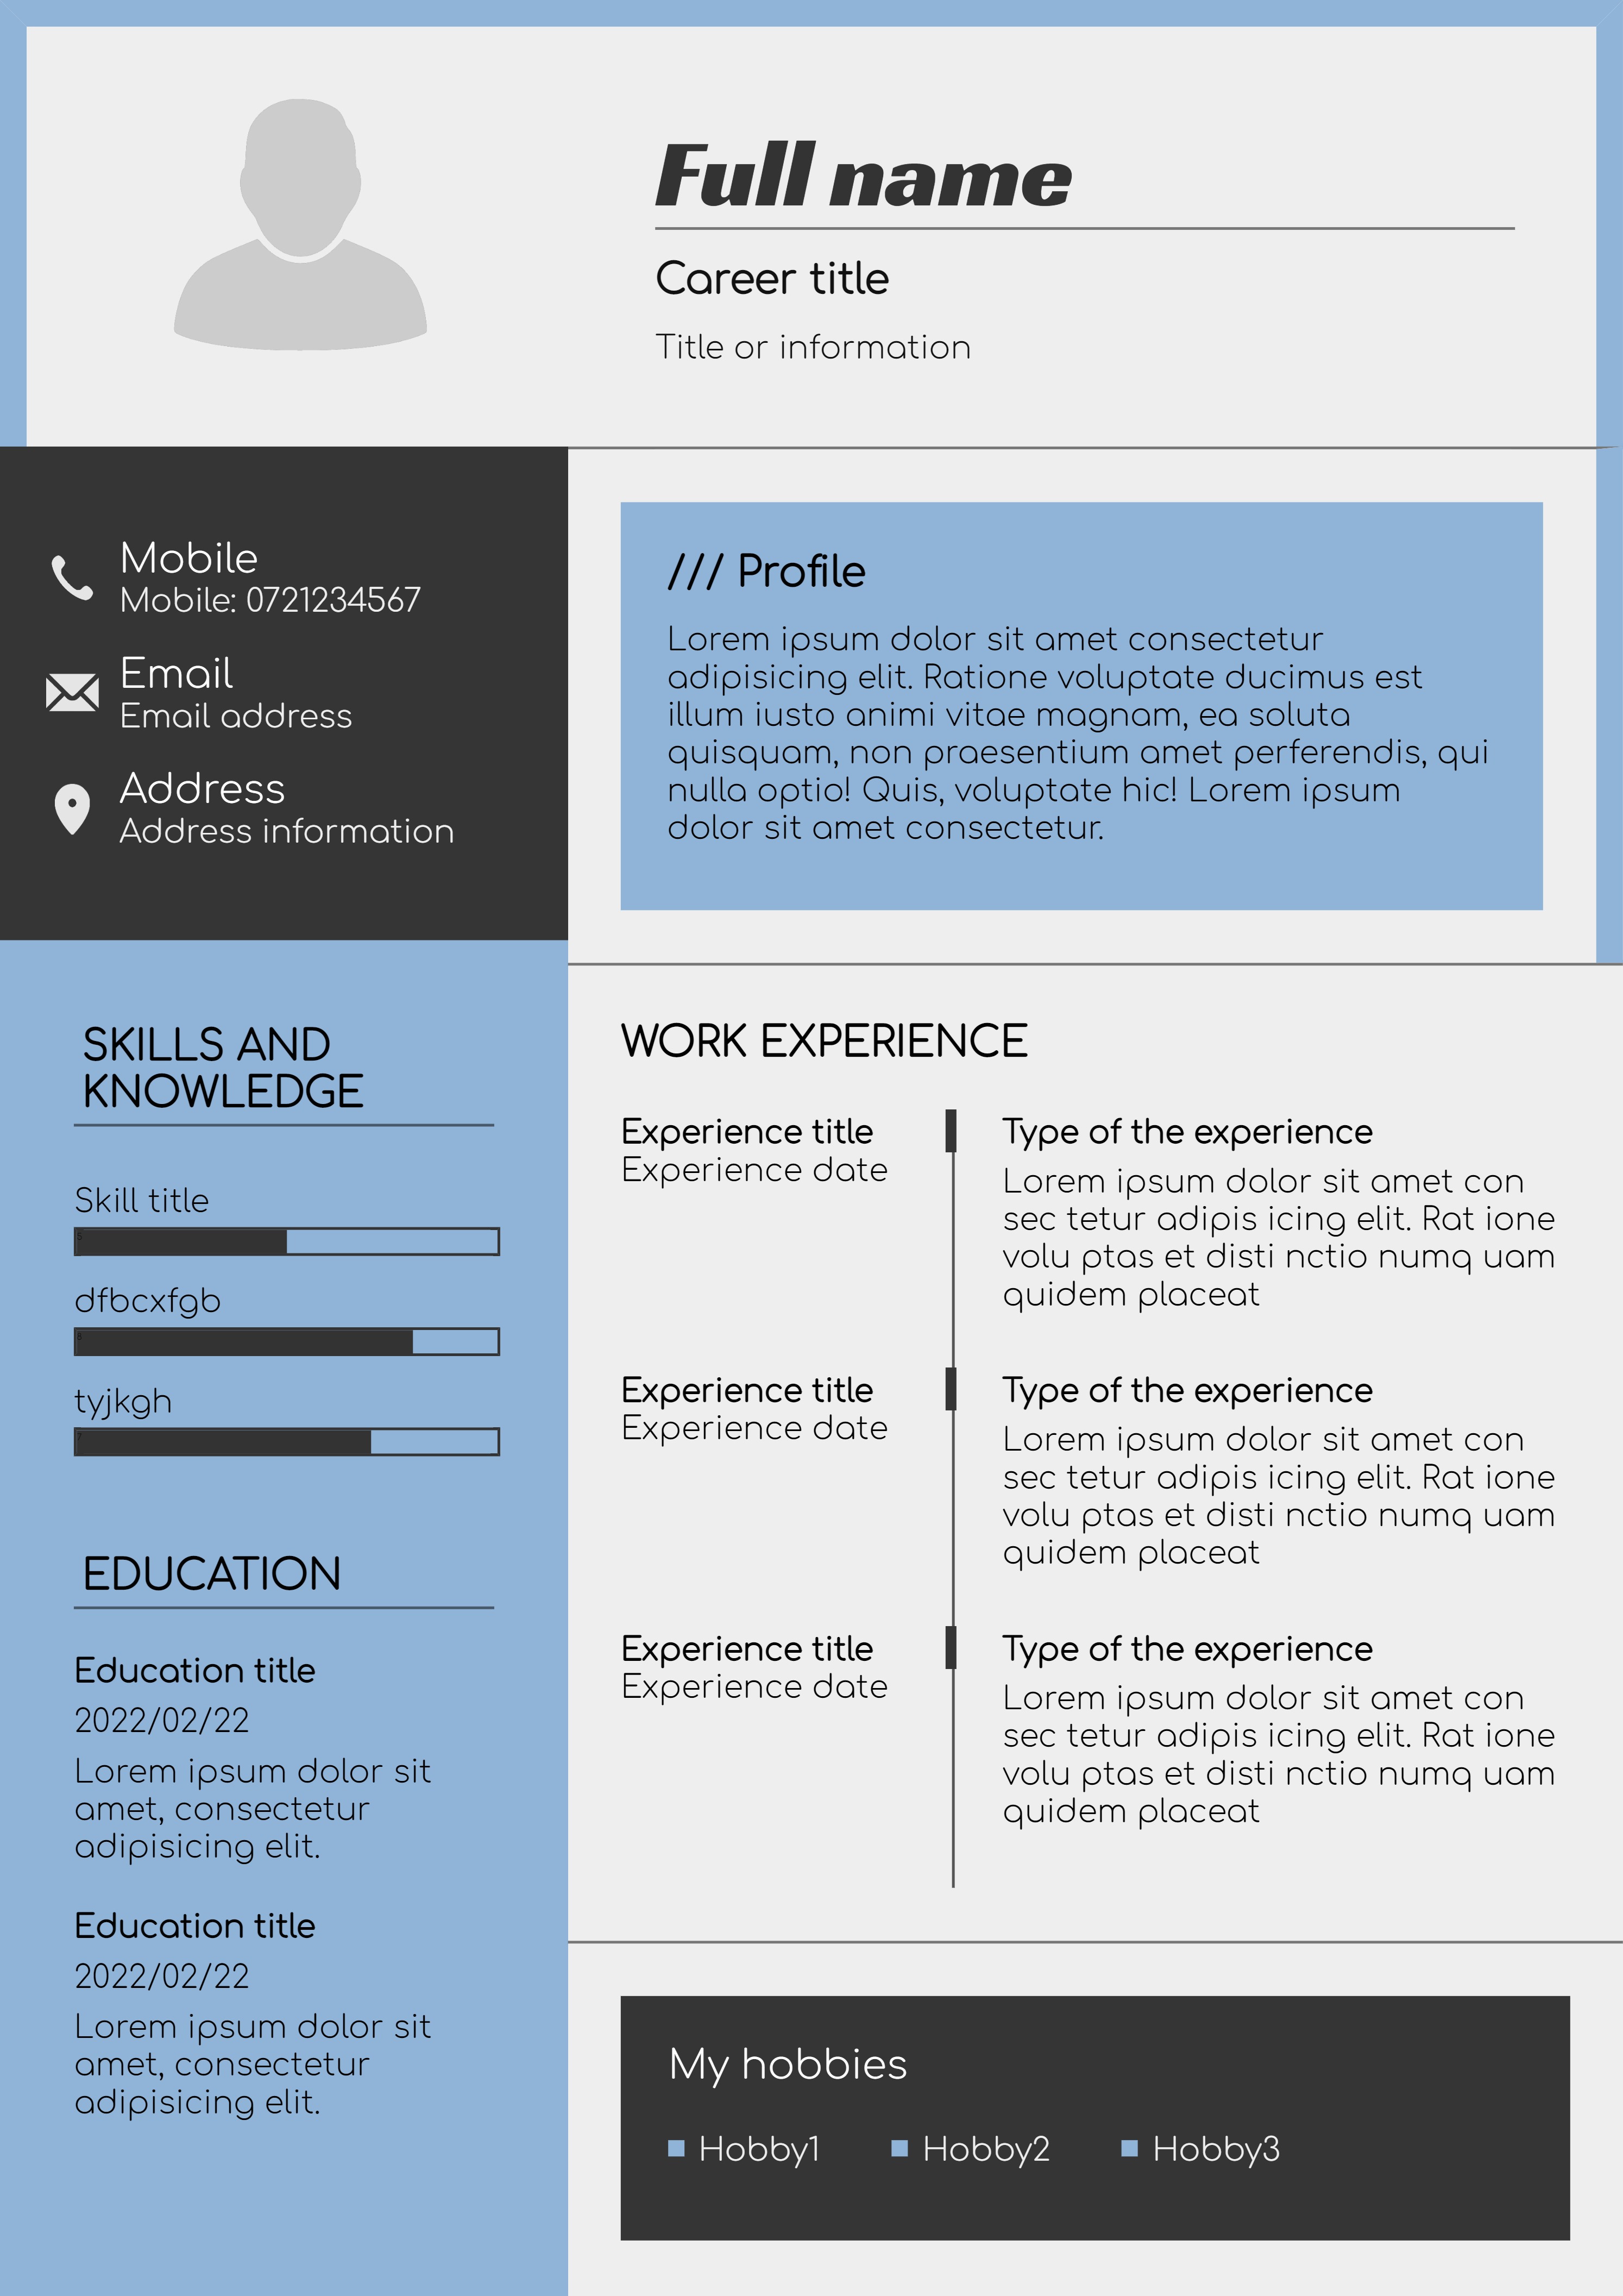 Full name
Career title
Title or information
Mobile
Mobile: 0721234567
Email
Email address
Address
Address information
/// Profile
Lorem ipsum dolor sit amet consectetur
adipisicing elit. Ratione voluptate ducimus est
illum iusto animi vitae magnam, ea soluta
quisquam, non praesentium amet perferendis, qui
nulla optio! Quis, voluptate hic! Lorem ipsum
dolor sit amet consectetur.
SKILLS AND
KNOWLEDGE
Skill title
dfbcxfgb
tyjkgh
EDUCATION
Education title
2022/02/22
Lorem ipsum dolor sit
amet, consectetur
adipisicing elit.
Education title
2022/02/22
Lorem ipsum dolor sit
amet, consectetur
adipisicing elit.
WORK EXPERIENCE
Experience title
Experience date
Type of the experience
Lorem ipsum dolor sit amet con
sec tetur adipis icing elit. Rat ione
volu ptas et disti nctio numq uam
quidem placeat
Experience title
Experience date
Type of the experience
Lorem ipsum dolor sit amet con
sec tetur adipis icing elit. Rat ione
volu ptas et disti nctio numq uam
quidem placeat
Experience title
Experience date
Type of the experience
Lorem ipsum dolor sit amet con
sec tetur adipis icing elit. Rat ione
volu ptas et disti nctio numq uam
quidem placeat
My hobbies
Hobby1 Hobby2 Hobby3